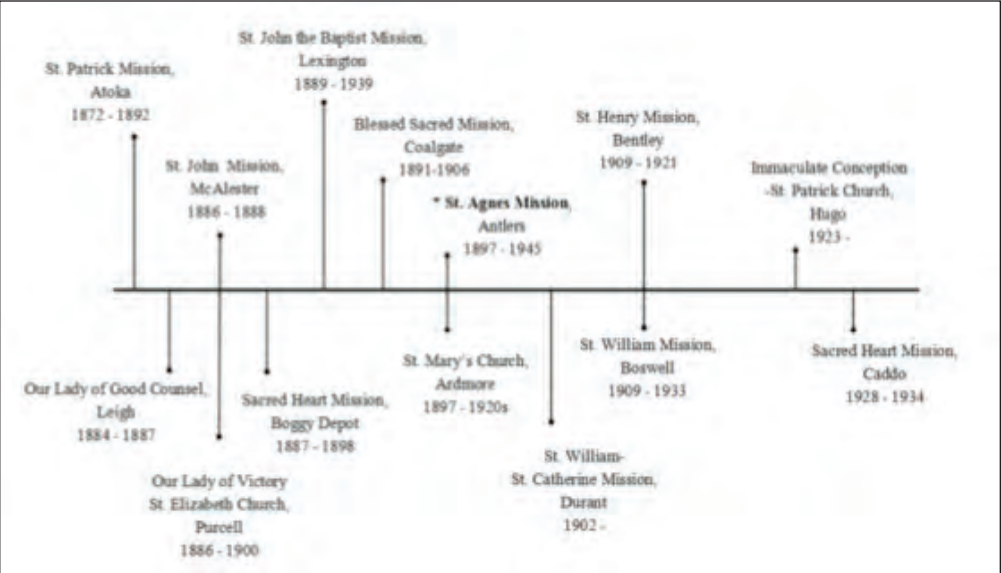 St. Patrick Mission,
Atoka
1872 - 1892
St. John Mission,
McAlester
1886 - 1888
St. John the Baptist Mission,
Lexington
1889 - 1939
Blessed Sacred Mission,
Coalgate
1891-1906
* St. Agnes Mission,
Antlers
1897 - 1945
St. Henry Mission,
Bentley
1909 - 1921
Immaculate Conception
-St. Patrick Church,
Hugo
1923 -
Our Lady of Good Counsel,
Leigh
1884 - 1887
Our Lady of Victory
St. Elizabeth Church,
Purcell
1886 - 1900
Sacred Heart Mission,
Boggy Depot
1887 - 1898
St. Mary's Church,
Ardmore
1897 - 1920s
St. William-
St. Catherine Mission,
Durant
1902 -
St. William Mission,
Boswell
1909 - 1933
Sacred Heart Mission,
Caddo
1928 - 1934